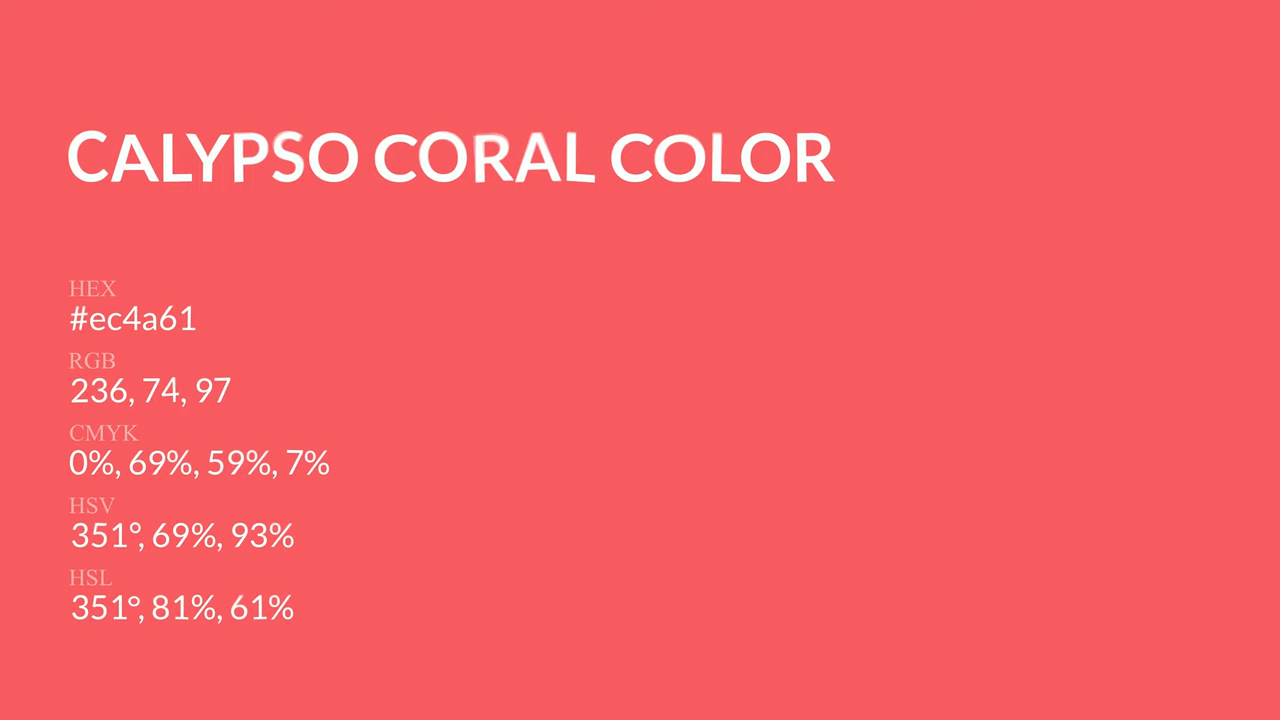 CALYPSO CORAL COLOR
HEX
#ec4a61
RGB
236, 74, 97
CMYK
0%, 69%, 59%, 7%
HSV
351°, 69%, 93%
HSL
351°, 81%, 61%